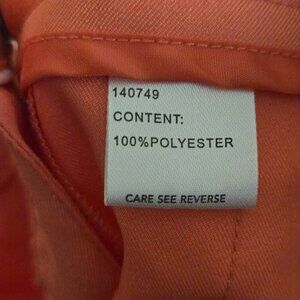 140749
CONTENT:
100%POLYESTER
CARE SEE REVERSE